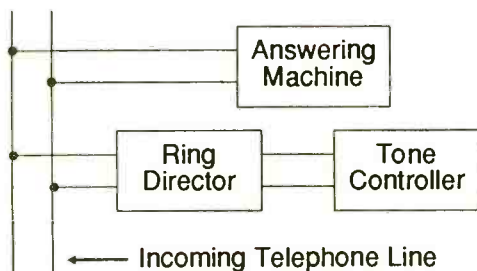 Answering
Machine
Ring
Director
Tone
Controller
Incoming Telephone Line